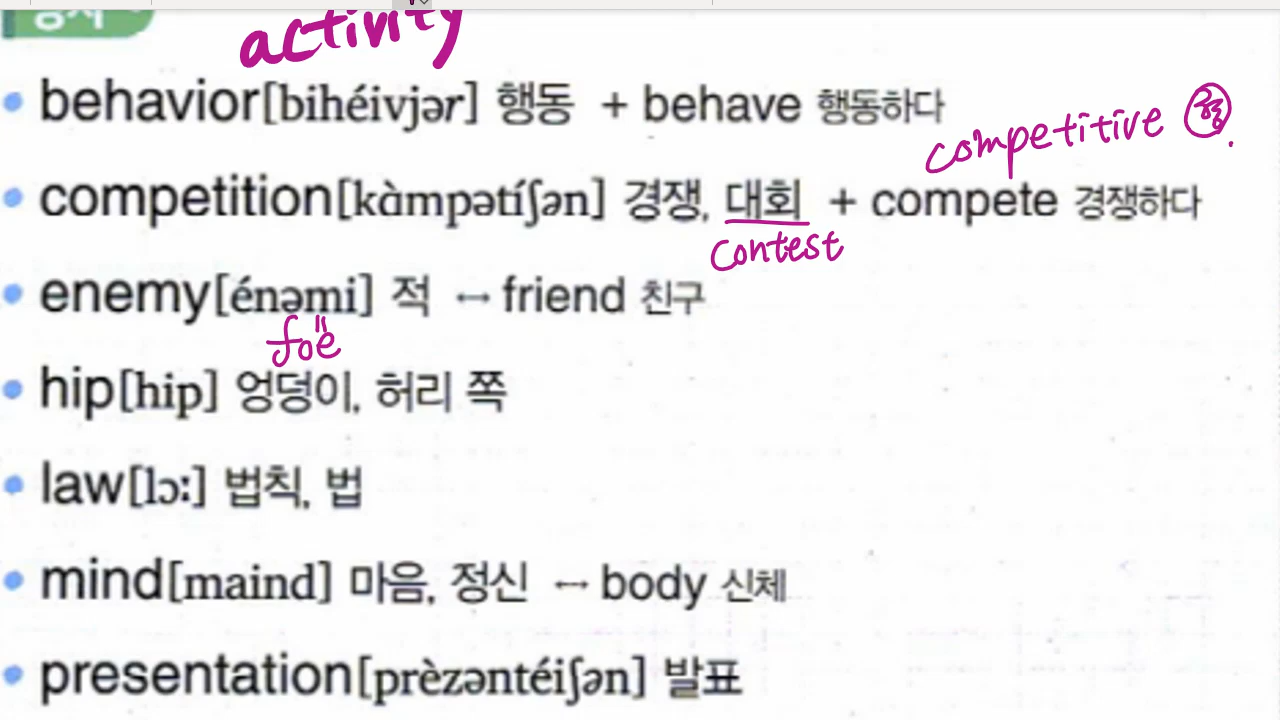 activity
behavior[bihéivjər] 행동 + behave 행동하다
competitive 형.
competition[kàmpətíʃən] 경쟁, 대회 + compete 경쟁하다
contest
enemy[énəmi] 적 ↔ friend 친구
foe
hip[hip] 엉덩이, 허리 쪽
law[lɔː] 법칙, 법
mind[maind] 마음, 정신 ↔ body 신체
presentation[prèzəntéiʃən] 발표